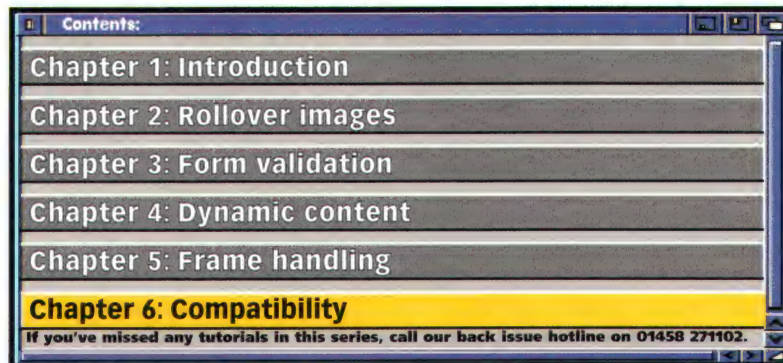 Contents:
Chapter 1: Introduction
Chapter 2: Rollover images
Chapter 3: Form validation
Chapter 4: Dynamic content
Chapter 5: Frame handling
Chapter 6: Compatibility
If you've missed any tutorials in this series, call our back issue hotline on 01458 271102.